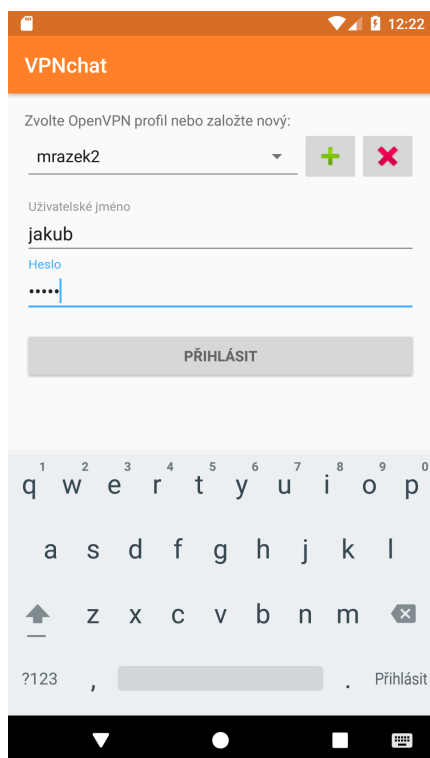 12:22
VPNchat
Zvolte OpenVPN profil nebo založte nový:
mrazek2
Uživatelské jméno
jakub
Heslo
•••••
PŘIHLÁSIT
1 2 3 4 5 6 7 8 9 0
q w e r t y u i o p
a s d f g h j k l
z x c v b n m
?123 , . Přihlásit